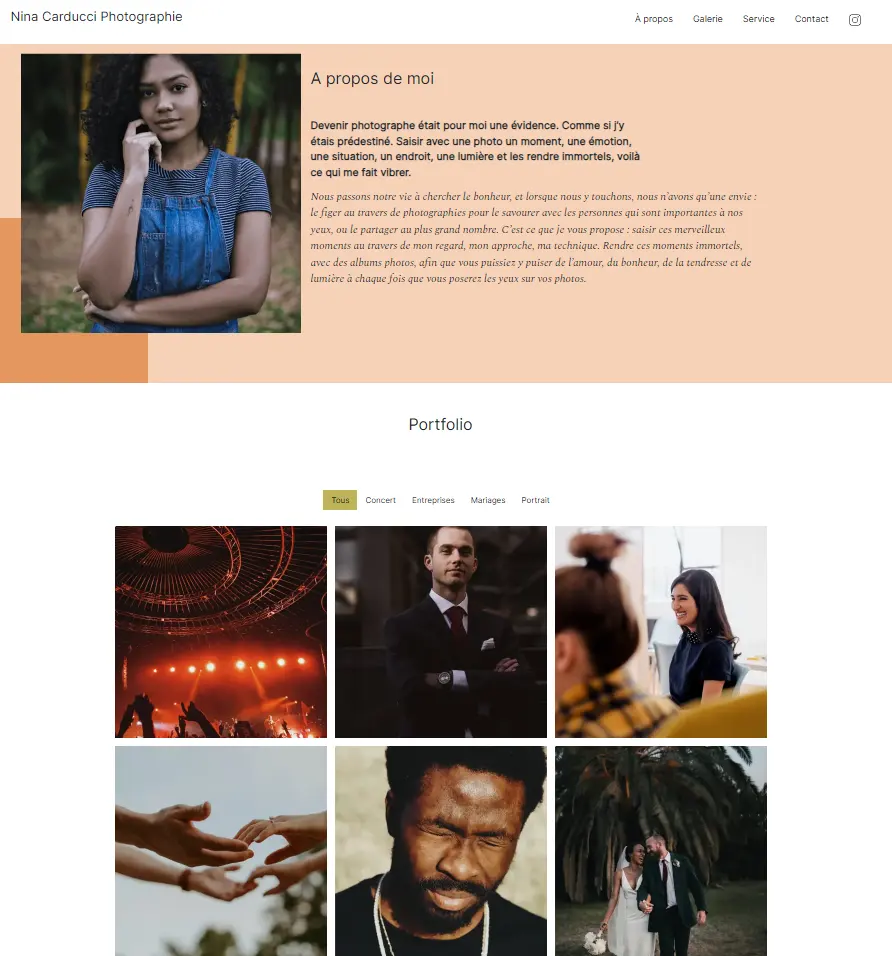 Nina Carducci Photographie
À propos
Galerie
Service
Contact
A propos de moi
Devenir photographe était pour moi une évidence. Comme si j'y
étais prédestiné. Saisir avec une photo un moment, une émotion,
une situation, un endroit, une lumière et les rendre immortels, voilà
ce qui me fait vibrer.
Nous passons notre vie à chercher le bonheur, et lorsque nous y touchons, nous n'avons qu'une envie :
le figer au travers de photographies pour le savourer avec les personnes qui sont importantes à nos
yeux, ou le partager au plus grand nombre. C'est ce que je vous propose : saisir ces merveilleux
moments au travers de mon regard, mon approche, ma technique. Rendre ces moments immortels,
avec des albums photos, afin que vous puissiez y puiser de l'amour, du bonheur, de la tendresse et de
lumière à chaque fois que vous poserez les yeux sur vos photos.
Portfolio
Tous
Concert
Entreprises
Mariages
Portrait